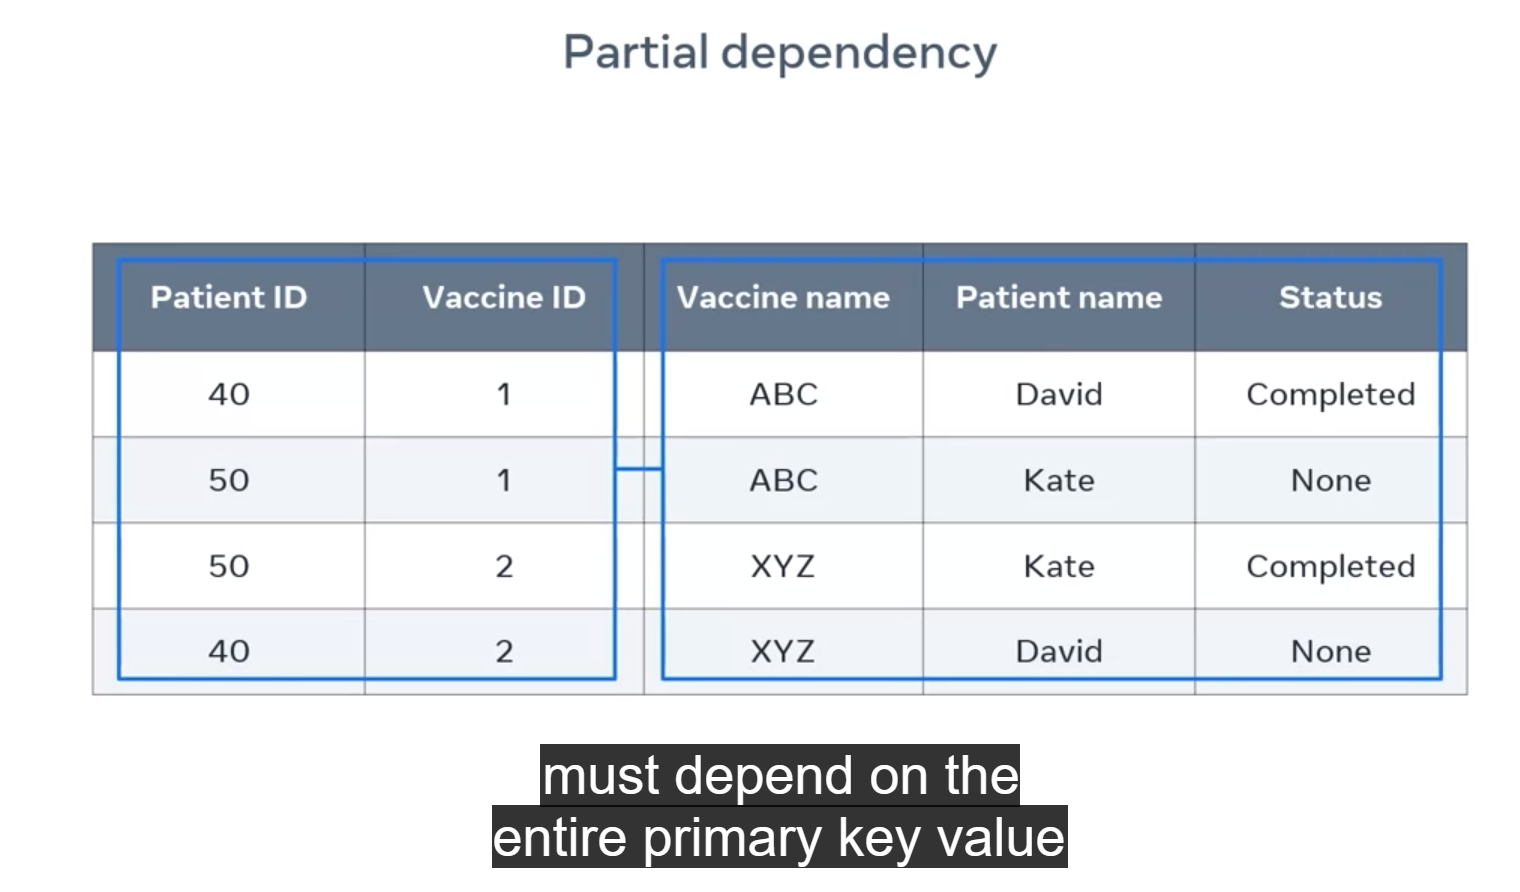 Partial dependency
Patient ID Vaccine ID Vaccine name Patient name Status
40 1 ABC David Completed
50 1 ABC Kate None
50 2 XYZ Kate Completed
40 2 XYZ David None
must depend on the
entire primary key value